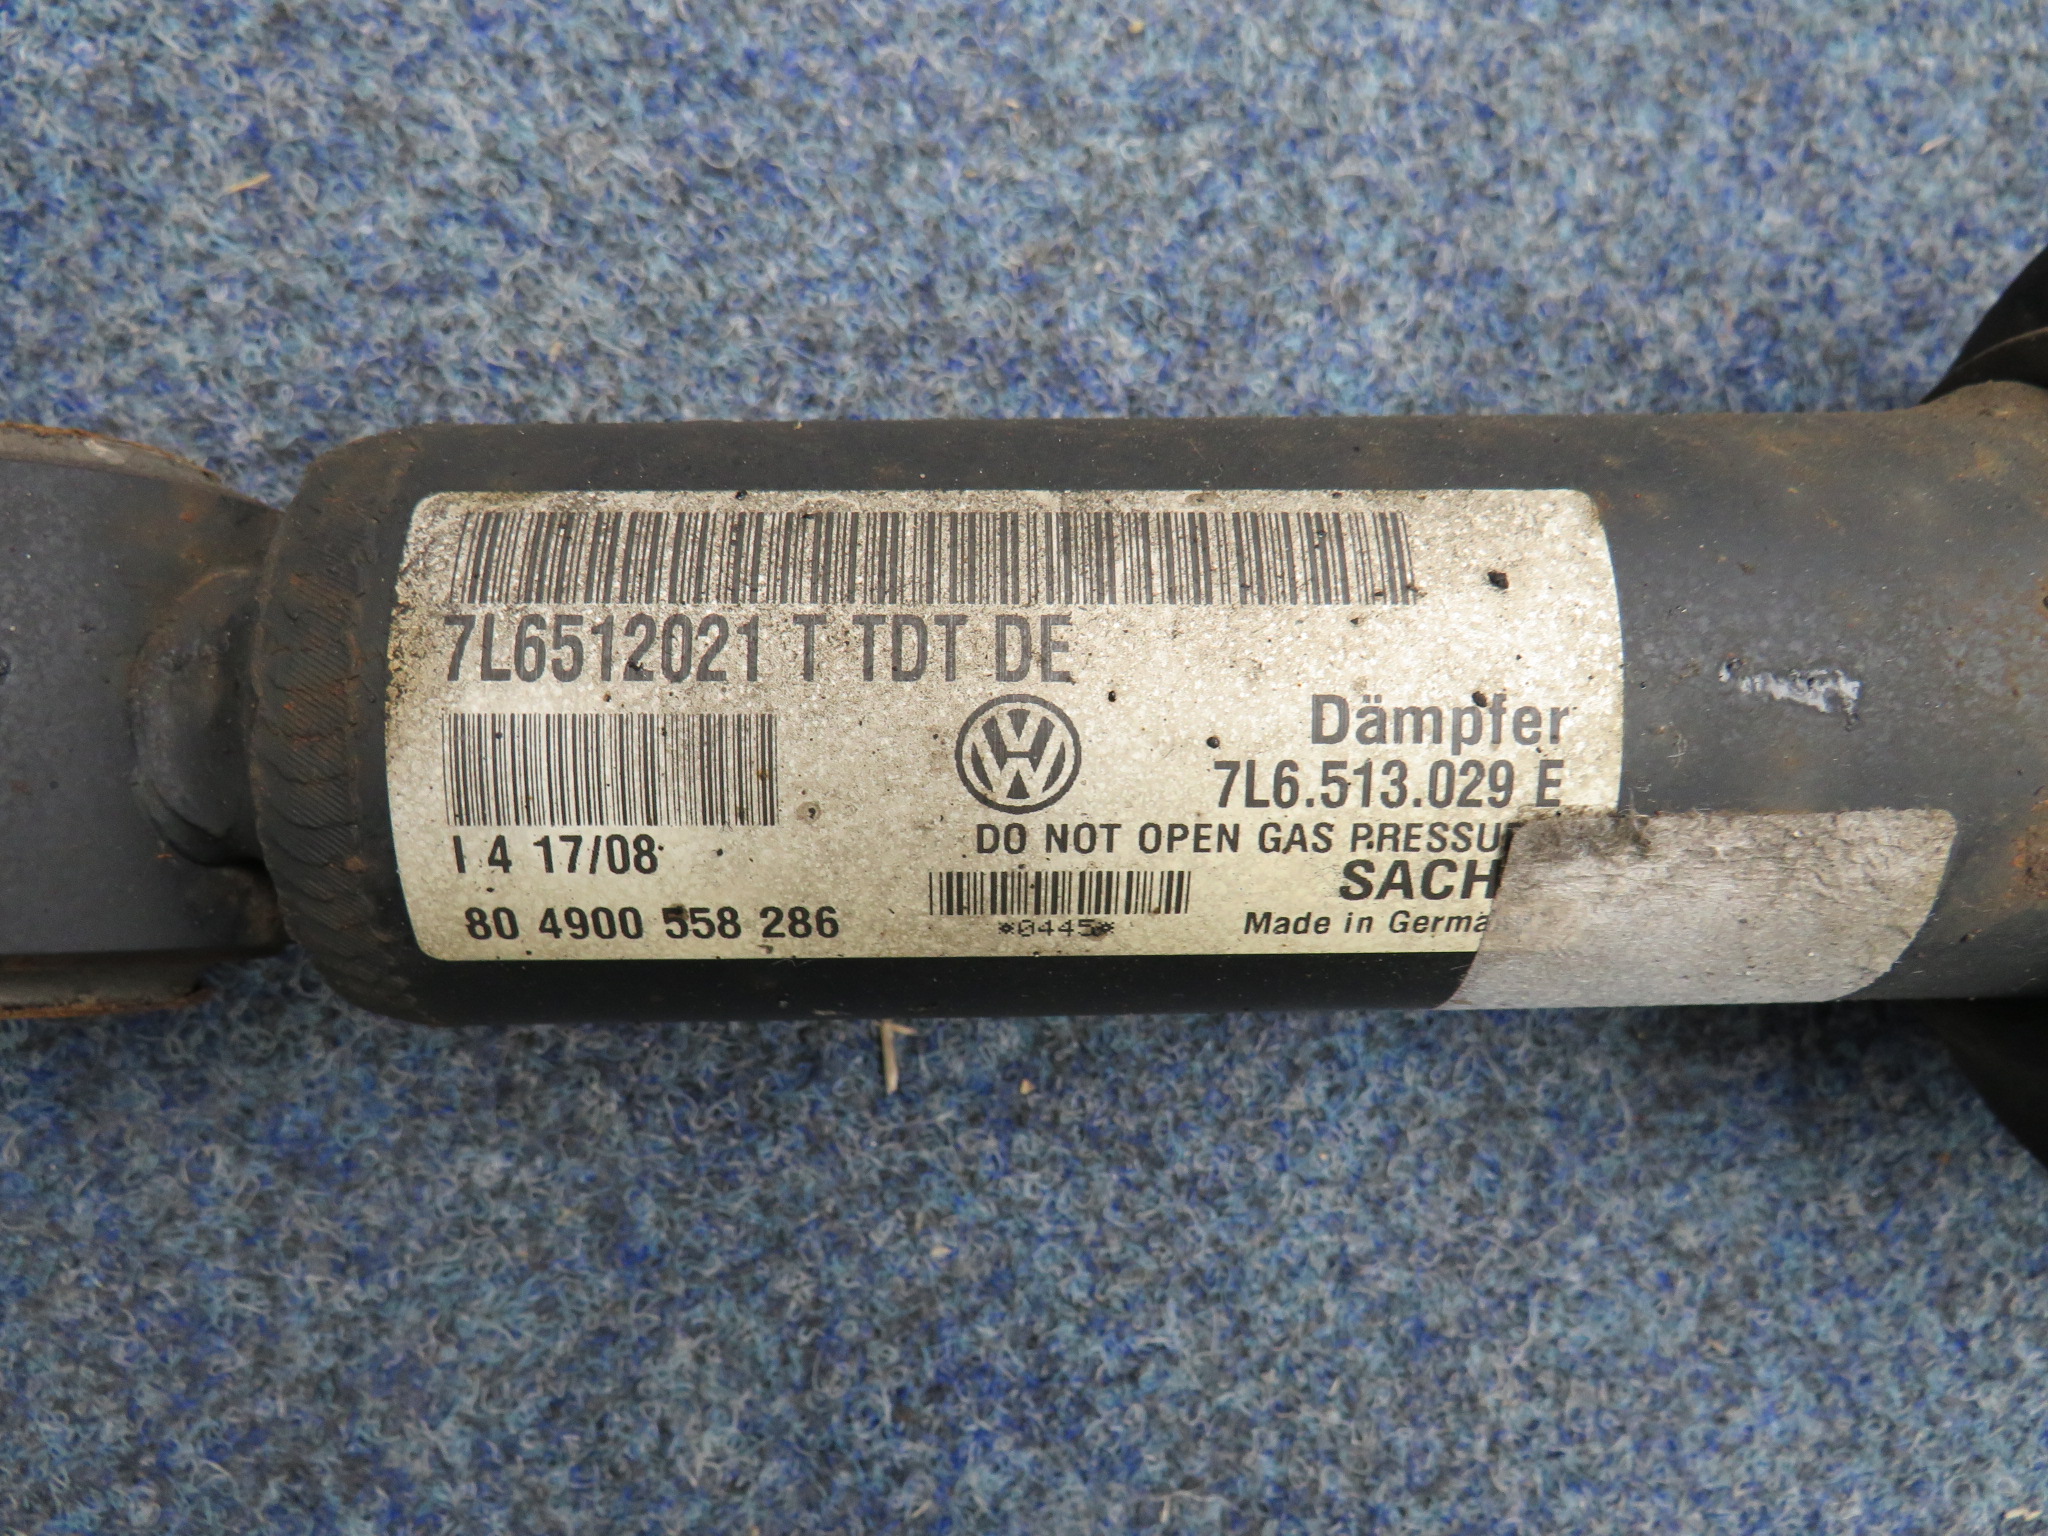 7L6512021 T TDT DE
Dämpfer
7L6.513.029 E
DO NOT OPEN GAS PRESSU
I 4 17/08
SACH
*0445*
Made in Germa
80 4900 558 286